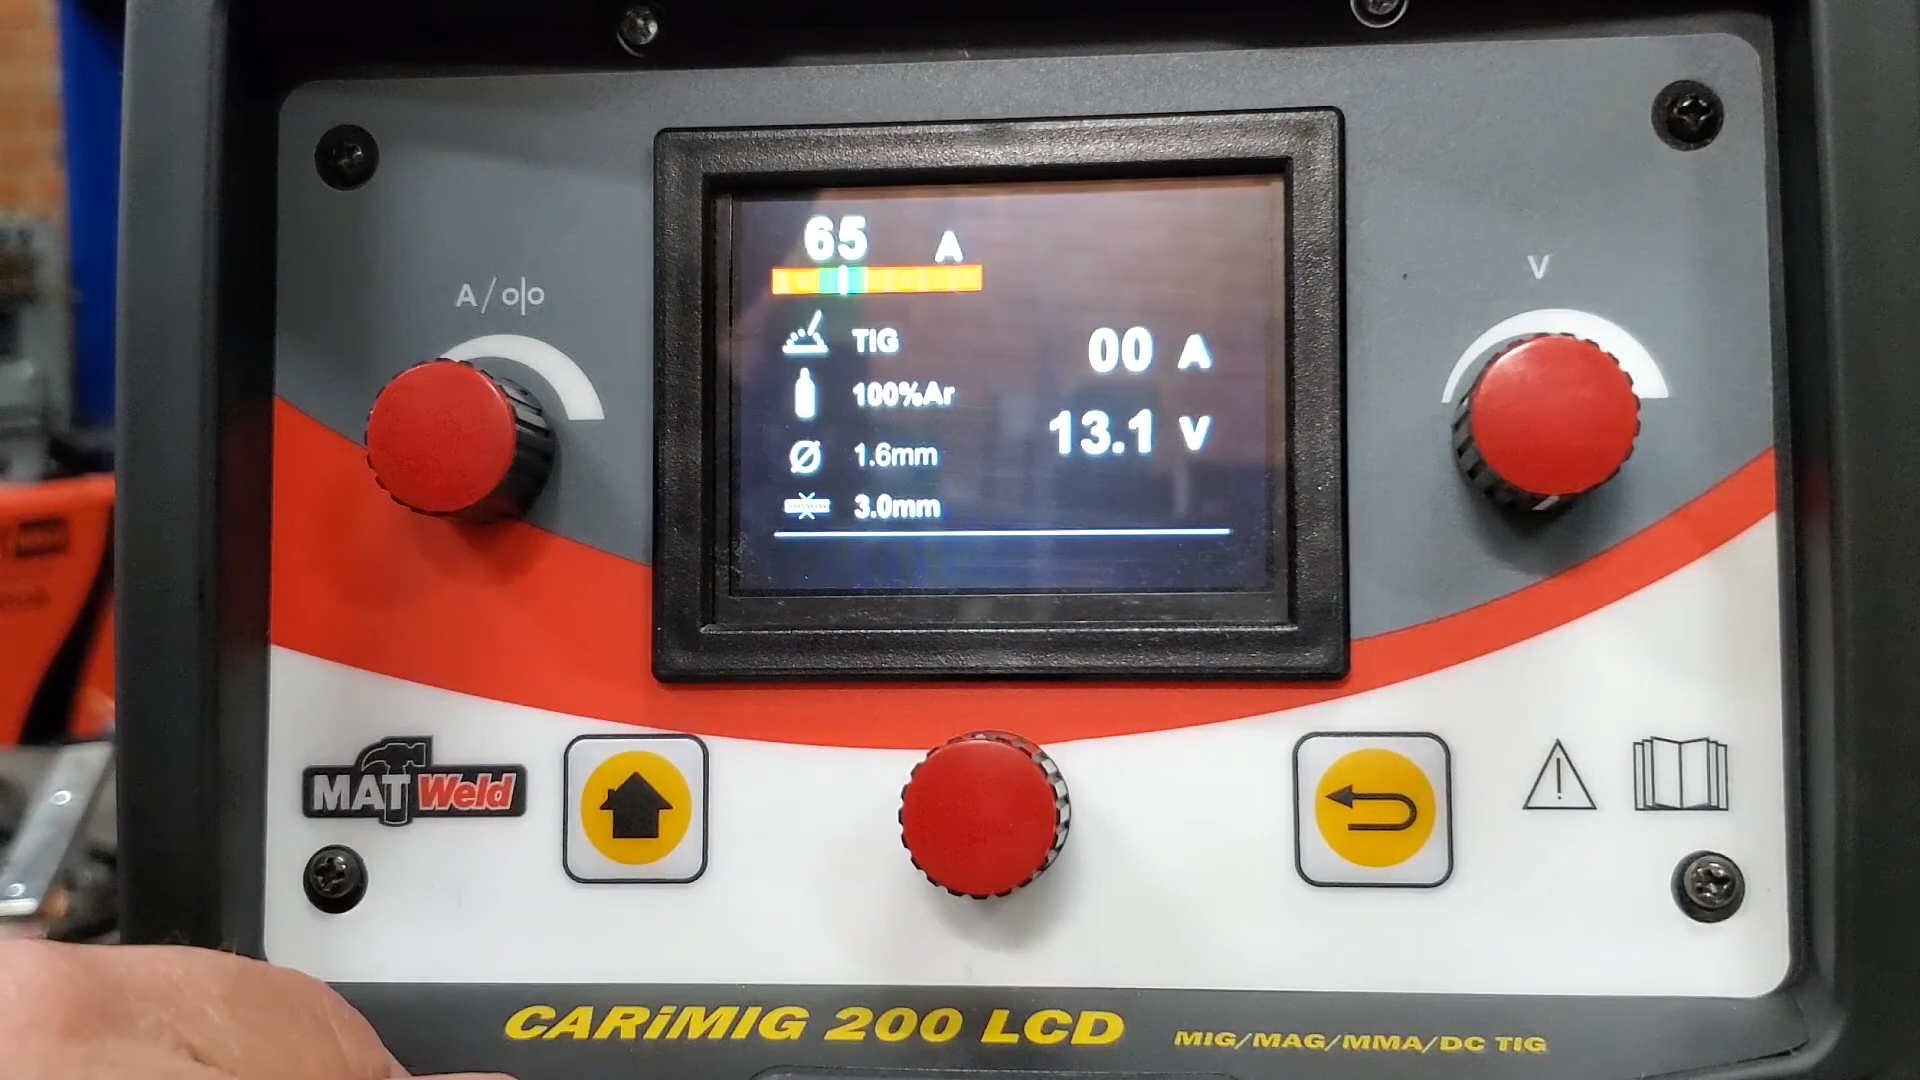 65 A
A/o|o
V
TIG
00 A
100%Ar
13.1 V
1.6mm
3.0mm
MAT Weld
CARiMIG 200 LCD
MIG/MAG/MMA/DC TIG